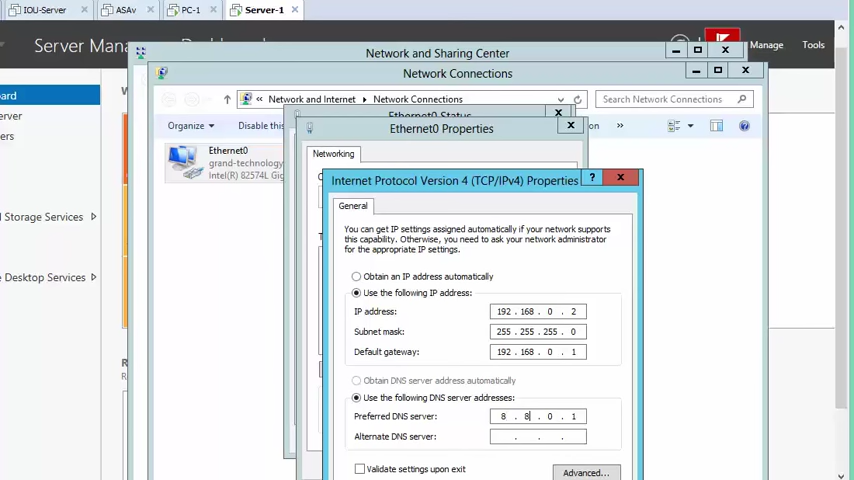 IOU-Server
ASAv
PC-1
Server-1
Server Mana
Manage
Tools
Network and Sharing Center
Network Connections
Network and Internet
Network Connections
Search Network Connections
Organize
Disable this
Ethernet0 Status
Ethernet0 Properties
Networking
Ethernet0
grand-technology
Intel(R) 82574L Gig
Internet Protocol Version 4 (TCP/IPv4) Properties
General
You can get IP settings assigned automatically if your network supports
this capability. Otherwise, you need to ask your network administrator
for the appropriate IP settings.
Obtain an IP address automatically
Use the following IP address:
IP address:
192 . 168 . 0 . 2
Subnet mask:
255 . 255 . 255 . 0
Default gateway:
192 . 168 . 0 . 1
Obtain DNS server address automatically
Use the following DNS server addresses:
Preferred DNS server:
8 . 8 . 0 . 1
Alternate DNS server:
. . .
Validate settings upon exit
Advanced...
Storage Services
Desktop Services